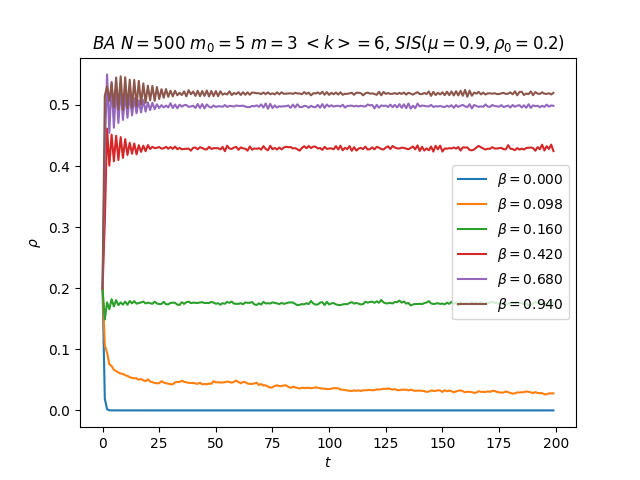 BA N = 500 m₀ = 5 m = 3 < k >= 6, SIS(μ = 0.9, ρ₀ = 0.2)
ρ
0.5
0.4
0.3
0.2
0.1
0.0
β = 0.000
β = 0.098
β = 0.160
β = 0.420
β = 0.680
β = 0.940
0 25 50 75 100 125 150 175 200
t